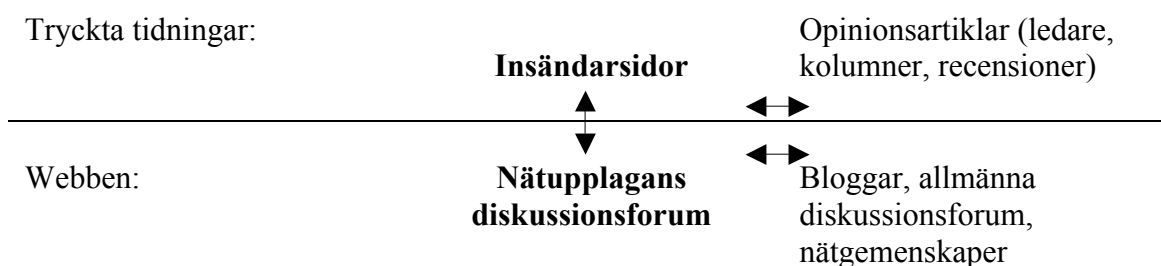 Tryckta tidningar:
Insändarsidor
Opinionsartiklar (ledare,
kolumner, recensioner)
Webben:
Nätupplagans
diskussionsforum
Bloggar, allmänna
diskussionsforum,
nätgemenskaper